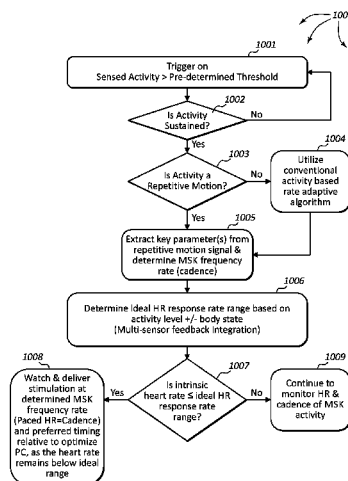 100
1001
Trigger on
Sensed Activity > Pre-determined Threshold
1002
Is Activity
Sustained?
No
Yes
1003
Is Activity a
Repetitive Motion?
No
1004
Utilize
conventional
activity based
rate adaptive
algorithm
Yes
1005
Extract key parameter(s) from
repetitive motion signal &
determine MSK frequency
rate (cadence)
1006
Determine Ideal HR response rate range based on
activity level +/- body state
(Multi-sensor feedback Integration)
1007
Is intrinsic
heart rate ≤ ideal HR
response rate
range?
Yes
No
1008
Watch & deliver
stimulation at
determined MSK
frequency rate
(Paced HR=Cadence)
and preferred timing
relative to optimize
PC, as the heart rate
remains below ideal
range
1009
Continue to
monitor HR &
cadence of MSK
activity